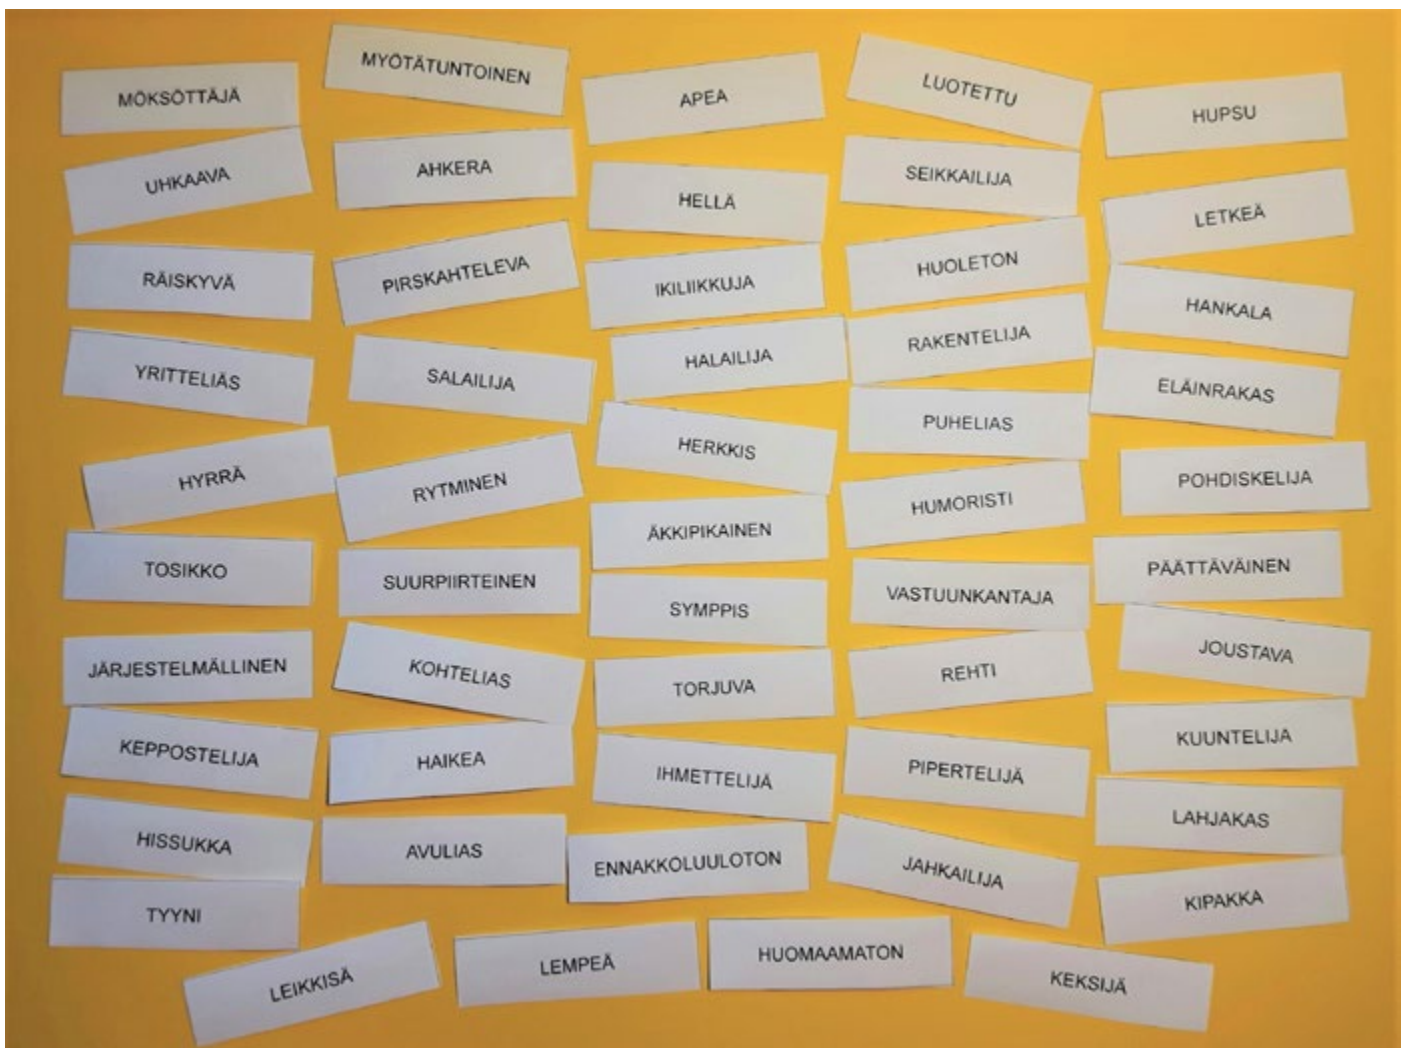 MÖKSÖTTÄJÄ
MYÖTÄTUNTOINEN
APEA
LUOTETTU
HUPSU
UHKAAVA
AHKERA
HELLÄ
SEIKKAILIJA
LETKEÄ
RÄISKYVÄ
PIRSKAHTELEVA
IKILIIKKUJA
HUOLETON
HANKALA
YRITTELIÄS
SALAILIJA
HALAILIJA
RAKENTELIJA
ELÄINRAKAS
HYRRÄ
RYTMINEN
HERKKIS
PUHELIAS
POHDISKELIJA
TOSIKKO
SUURPIIRTEINEN
ÄKKIPIKAINEN
HUMORISTI
PÄÄTTÄVÄINEN
JÄRJESTELMÄLLINEN
KOHTELIAS
SYMPPIS
VASTUUNKANTAJA
JOUSTAVA
KEPPOSTELIJA
HAIKEA
TORJUVA
REHTI
KUUNTELIJA
HISSUKKA
AVULIAS
IHMETTELIJÄ
PIPERTELIJÄ
LAHJAKAS
TYYNI
ENNAKKOLUULOTON
JAHKAILIJA
KIPAKKA
LEIKKISÄ
LEMPEÄ
HUOMAAMATON
KEKSIJÄ